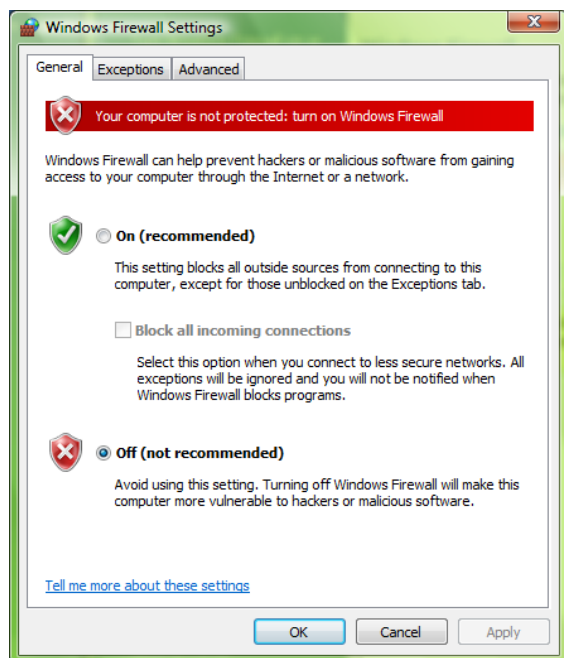 Windows Firewall Settings
General Exceptions Advanced
Your computer is not protected: turn on Windows Firewall
Windows Firewall can help prevent hackers or malicious software from gaining
access to your computer through the Internet or a network.
On (recommended)
This setting blocks all outside sources from connecting to this
computer, except for those unblocked on the Exceptions tab.
Block all incoming connections
Select this option when you connect to less secure networks. All
exceptions will be ignored and you will not be notified when
Windows Firewall blocks programs.
Off (not recommended)
Avoid using this setting. Turning off Windows Firewall will make this
computer more vulnerable to hackers or malicious software.
Tell me more about these settings
OK Cancel Apply